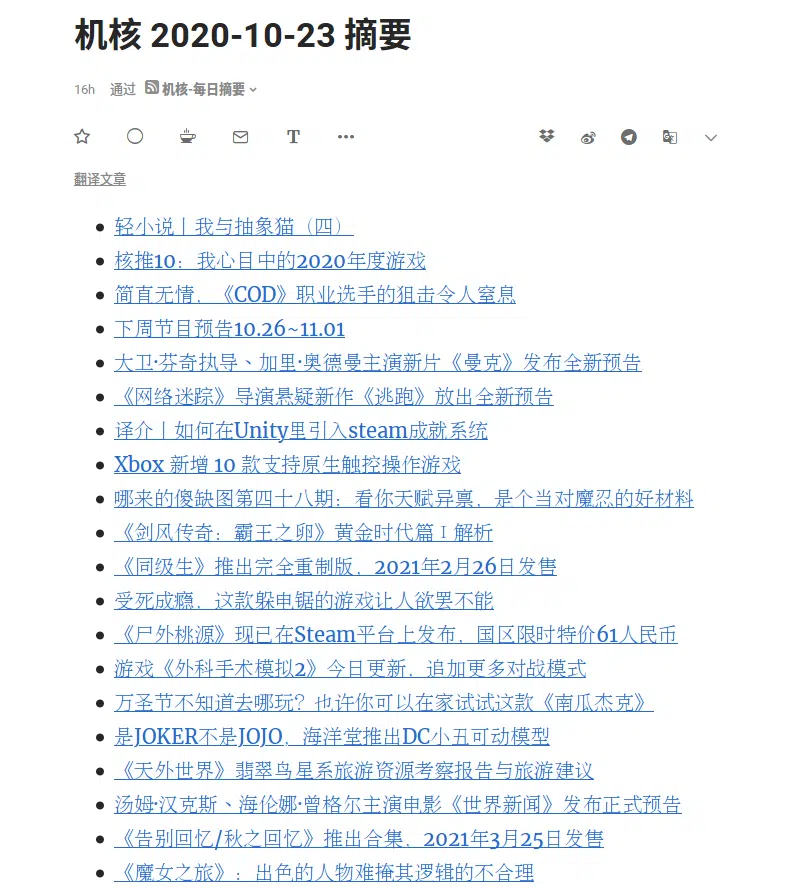 机核 2020-10-23 摘要
16h 通过 机核-每日摘要
T
翻译文章
轻小说丨我与抽象猫（四）
核推10：我心目中的2020年度游戏
简直无情，《COD》职业选手的狙击令人窒息
下周节目预告10.26~11.01
大卫·芬奇执导、加里·奥德曼主演新片《曼克》发布全新预告
《网络迷踪》导演悬疑新作《逃跑》放出全新预告
译介丨如何在Unity里引入steam成就系统
Xbox 新增 10 款支持原生触控操作游戏
哪来的傻缺图第四十八期：看你天赋异禀，是个当对魔忍的好材料
《剑风传奇：霸王之卵》黄金时代篇Ⅰ解析
《同级生》推出完全重制版，2021年2月26日发售
受死成瘾，这款躲电锯的游戏让人欲罢不能
《尸外桃源》现已在Steam平台上发布，国区限时特价61人民币
游戏《外科手术模拟2》今日更新，追加更多对战模式
万圣节不知道去哪玩？也许你可以在家试试这款《南瓜杰克》
是JOKER不是JOJO，海洋堂推出DC小丑可动模型
《天外世界》翡翠鸟星系旅游资源考察报告与旅游建议
汤姆·汉克斯、海伦娜·曾格尔主演电影《世界新闻》发布正式预告
《告别回忆/秋之回忆》推出合集，2021年3月25日发售
《魔女之旅》：出色的人物难掩其逻辑的不合理